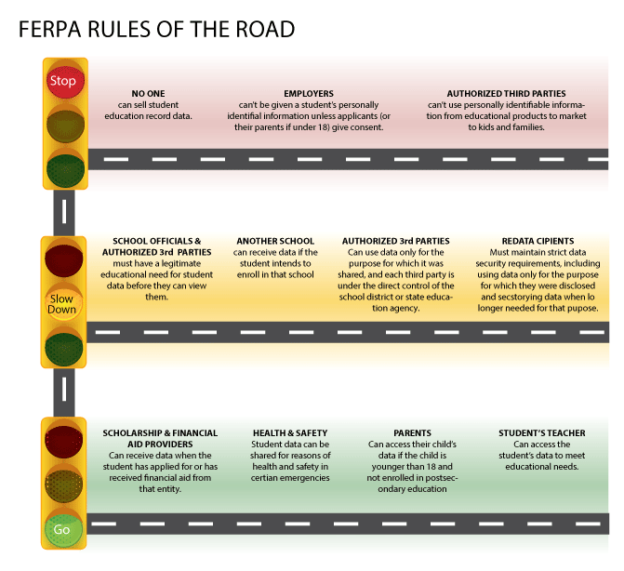 FERPA RULES OF THE ROAD
Stop
NO ONE
can sell student
education record data.
EMPLOYERS
can't be given a student's personally
identifial information unless applicants (or
their parents if under 18) give consent.
AUTHORIZED THIRD PARTIES
can't use personally identifiable informa-
tion from educational products to market
to kids and families.
Slow
Down
SCHOOL OFFICIALS &
AUTHORIZED 3rd PARTIES
must have a legitimate
educational need for student
data before they can view
them.
ANOTHER SCHOOL
can receive data if the
student intends to
enroll in that school
AUTHORIZED 3rd PARTIES
Can use data only for the
purpose for which it was
shared, and each third party is
under the direct control of the
school district or state educa-
tion agency.
REDATA CIPIENTS
Must maintain strict data
security requirements, including
using data only for the purpose
for which they were disclosed
and secstorying data when lo
longer needed for that pupose.
Go
SCHOLARSHIP & FINANCIAL
AID PROVIDERS
Can receive data when the
student has applied for or has
received financial aid from
that entity.
HEALTH & SAFETY
Student data can be
shared for reasons of
health and safety in
certian emergencies
PARENTS
Can access their child's
data if the child is
younger than 18 and
not enrolled in postsec-
ondary education
STUDENT'S TEACHER
Can access the
student's data to meet
educational needs.